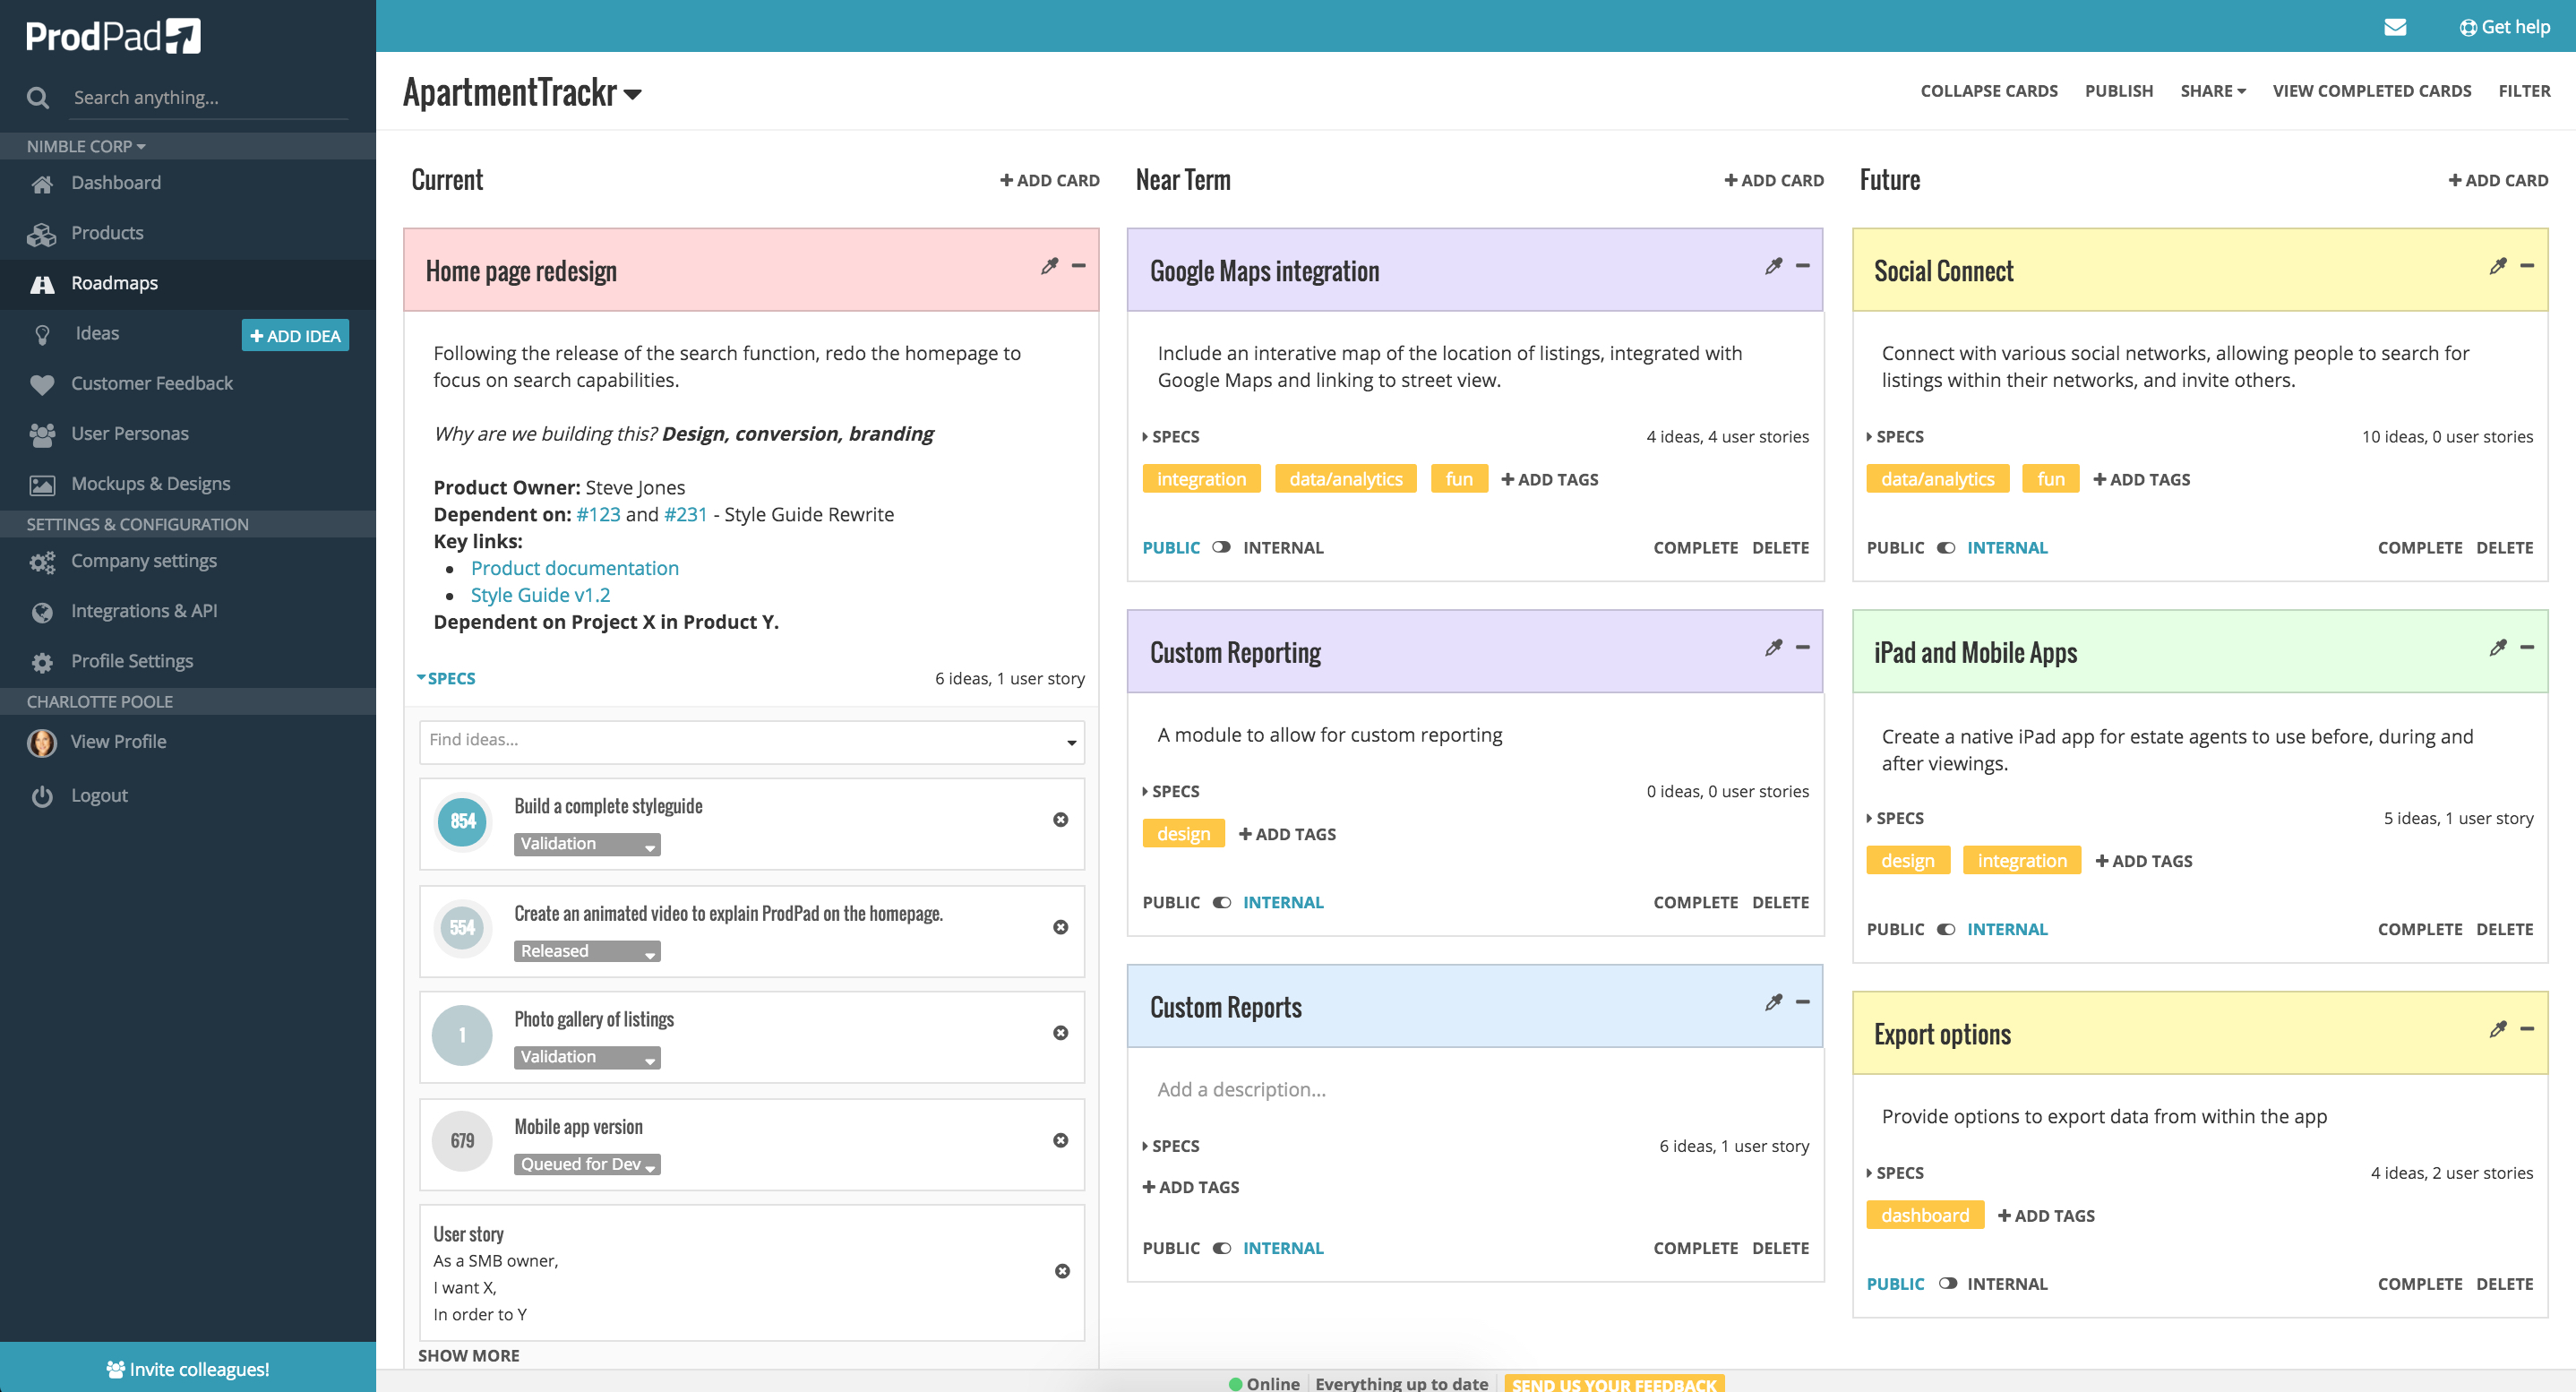 ProdPad
Search anything...
NIMBLE CORP
Dashboard
Products
Roadmaps
Ideas
+ ADD IDEA
Customer Feedback
User Personas
Mockups & Designs
SETTINGS & CONFIGURATION
Company settings
Integrations & API
Profile Settings
CHARLOTTE POOLE
View Profile
Logout
Invite colleagues!
Get help
ApartmentTrackr
COLLAPSE CARDS PUBLISH SHARE VIEW COMPLETED CARDS FILTER
Current
+ ADD CARD
Home page redesign
Following the release of the search function, redo the homepage to
focus on search capabilities.
Why are we building this? Design, conversion, branding
Product Owner: Steve Jones
Dependent on: #123 and #231 - Style Guide Rewrite
Key links:
• Product documentation
• Style Guide v1.2
Dependent on Project X in Product Y.
SPECS
6 ideas, 1 user story
Find ideas...
854
Build a complete styleguide
Validation
554
Create an animated video to explain ProdPad on the homepage.
Released
1
Photo gallery of listings
Validation
679
Mobile app version
Queued for Dev
User story
As a SMB owner,
I want X,
In order to Y
SHOW MORE
Near Term
+ ADD CARD
Google Maps integration
Include an interative map of the location of listings, integrated with
Google Maps and linking to street view.
SPECS
4 ideas, 4 user stories
integration data/analytics fun + ADD TAGS
PUBLIC INTERNAL
COMPLETE DELETE
Custom Reporting
A module to allow for custom reporting
SPECS
0 ideas, 0 user stories
design + ADD TAGS
PUBLIC INTERNAL
COMPLETE DELETE
Custom Reports
Add a description...
SPECS
6 ideas, 1 user story
+ ADD TAGS
PUBLIC INTERNAL
COMPLETE DELETE
Future
+ ADD CARD
Social Connect
Connect with various social networks, allowing people to search for
listings within their networks, and invite others.
SPECS
10 ideas, 0 user stories
data/analytics fun + ADD TAGS
PUBLIC INTERNAL
COMPLETE DELETE
iPad and Mobile Apps
Create a native iPad app for estate agents to use before, during and
after viewings.
SPECS
5 ideas, 1 user story
design integration + ADD TAGS
PUBLIC INTERNAL
COMPLETE DELETE
Export options
Provide options to export data from within the app
SPECS
4 ideas, 2 user stories
dashboard + ADD TAGS
PUBLIC INTERNAL
COMPLETE DELETE
Online Everything up to date SEND US YOUR FEEDBACK